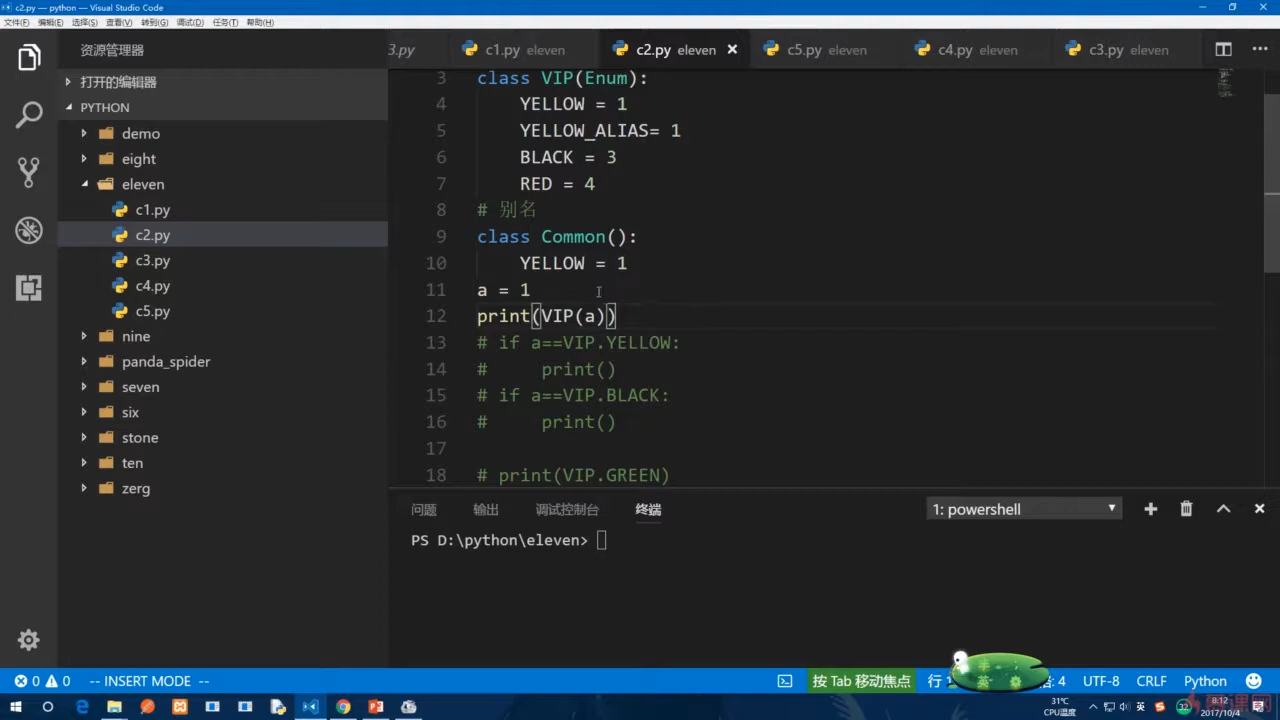 c2.py — python — Visual Studio Code
文件(F) 编辑(E) 选择(S) 查看(V) 转到(G) 调试(D) 任务(T) 帮助(H)
资源管理器
打开的编辑器
PYTHON
demo
eight
eleven
c1.py
c2.py
c3.py
c4.py
c5.py
nine
panda_spider
seven
six
stone
ten
zerg
3.py c1.py eleven c2.py eleven c5.py eleven c4.py eleven c3.py eleven
3 class VIP(Enum):
4 YELLOW = 1
5 YELLOW_ALIAS= 1
6 BLACK = 3
7 RED = 4
8 # 别名
9 class Common():
10 YELLOW = 1
11 a = 1
12 print(VIP(a))
13 # if a==VIP.YELLOW:
14 #     print()
15 # if a==VIP.BLACK:
16 #     print()
17
18 # print(VIP.GREEN)
问题 输出 调试控制台 终端 1: powershell
PS D:\python\eleven>
0 0 -- INSERT MODE -- 按 Tab 移动焦点 行 格: 4 UTF-8 CRLF Python
31℃
CPU温度
英
32
8:12
2017/10/4